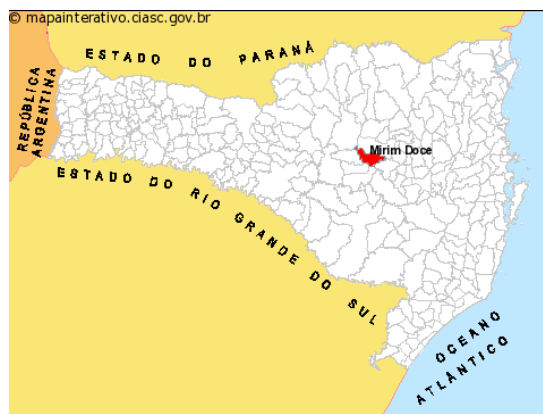 © mapainterativo.ciasc.gov.br
ESTADO DO PARANÁ
REPÚBLICA
ARGENTINA
Mirim Doce
ESTADO DO RIO GRANDE DO SUL
OCEANO
ATLÂNTICO